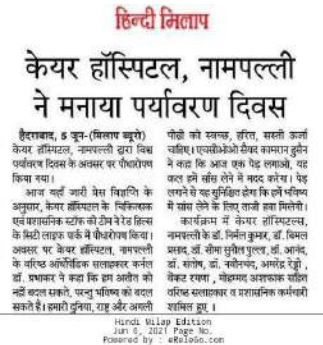 हिन्दी मिलाप
केयर हॉस्पिटल, नामपल्ली
ने मनाया पर्यावरण दिवस
हैदराबाद, 5 जून-(मिलाप ब्यूरो)
केयर हॉस्पिटल, नामपल्ली द्वारा विश्व
पर्यावरण दिवस के अवसर पर पौधारोपण
किया गया।
आज यहाँ जारी प्रेस विज्ञप्ति के
अनुसार, केयर हॉस्पिटल के चिकित्सक
एवं प्रशासनिक स्टॉफ की टीम ने रेड हिल्स
के सिटी लाइफ पार्क में पौधारोपण किया।
अवसर पर केयर हॉस्पिटल, नामपल्ली
के वरिष्ठ ऑर्थोपेडिक सलाहकार कर्नल
डॉ. प्रभाकर ने कहा कि हम अतीत को
नहीं बदल सकते, परन्तु भविष्य को बदल
सकते हैं। हमारी दुनिया, राष्ट्र और अगली
पीढ़ी को स्वच्छ, हरित, सस्ती ऊर्जा
चाहिए। एचसीओओ सैयद कामरान हुसैन
ने कहा कि आज एक पेड़ लगाओ, यह
कल हमें सांस लेने में मदद करेगा। पेड़
लगाने से यह सुनिश्चित होगा कि हमें भविष्य
में सांस लेने के लिए ताजी हवा मिलेगी।
कार्यक्रम में केयर हॉस्पिटल्स,
नामपल्ली के डॉ. निर्मल कुमार, डॉ. बिमल
प्रसाद, डॉ. सीमा सुनील पुल्ला, डॉ. आनंद,
डॉ. संतोष, डॉ. नवीनचंद, अमरेंद्र रेड्डी,
वेंकट रमणा, मोहम्मद अशफाक सहित
वरिष्ठ सलाहकार व प्रशासनिक कर्मचारी
शामिल हुए।
Hindi Milap Edition
Jun 6, 2021 Page No.
Powered by : eReleGo.com